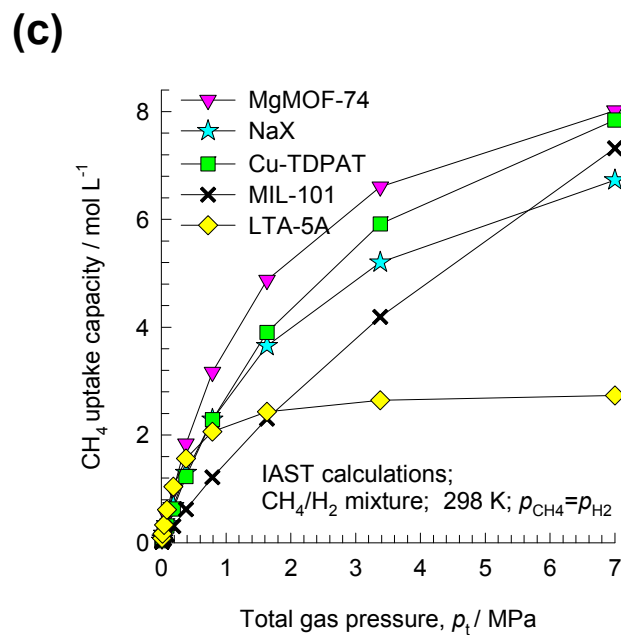 (c)
MgMOF-74
NaX
Cu-TDPAT
MIL-101
LTA-5A
CH₄ uptake capacity / mol L⁻¹
8
6
4
2
0
IAST calculations;
CH₄/H₂ mixture; 298 K; p_CH4=p_H2
0 1 2 3 4 5 6 7
Total gas pressure, pₜ / MPa